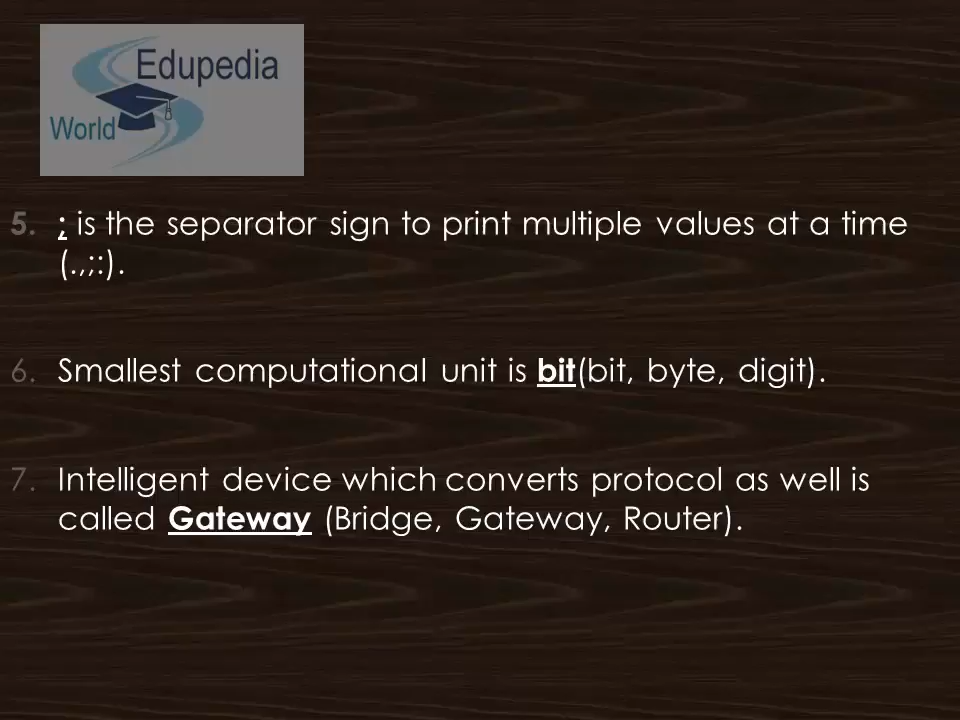 Edupedia
World
5. ; is the separator sign to print multiple values at a time
(.,;:).
6. Smallest computational unit is bit(bit, byte, digit).
7. Intelligent device which converts protocol as well is
called Gateway (Bridge, Gateway, Router).